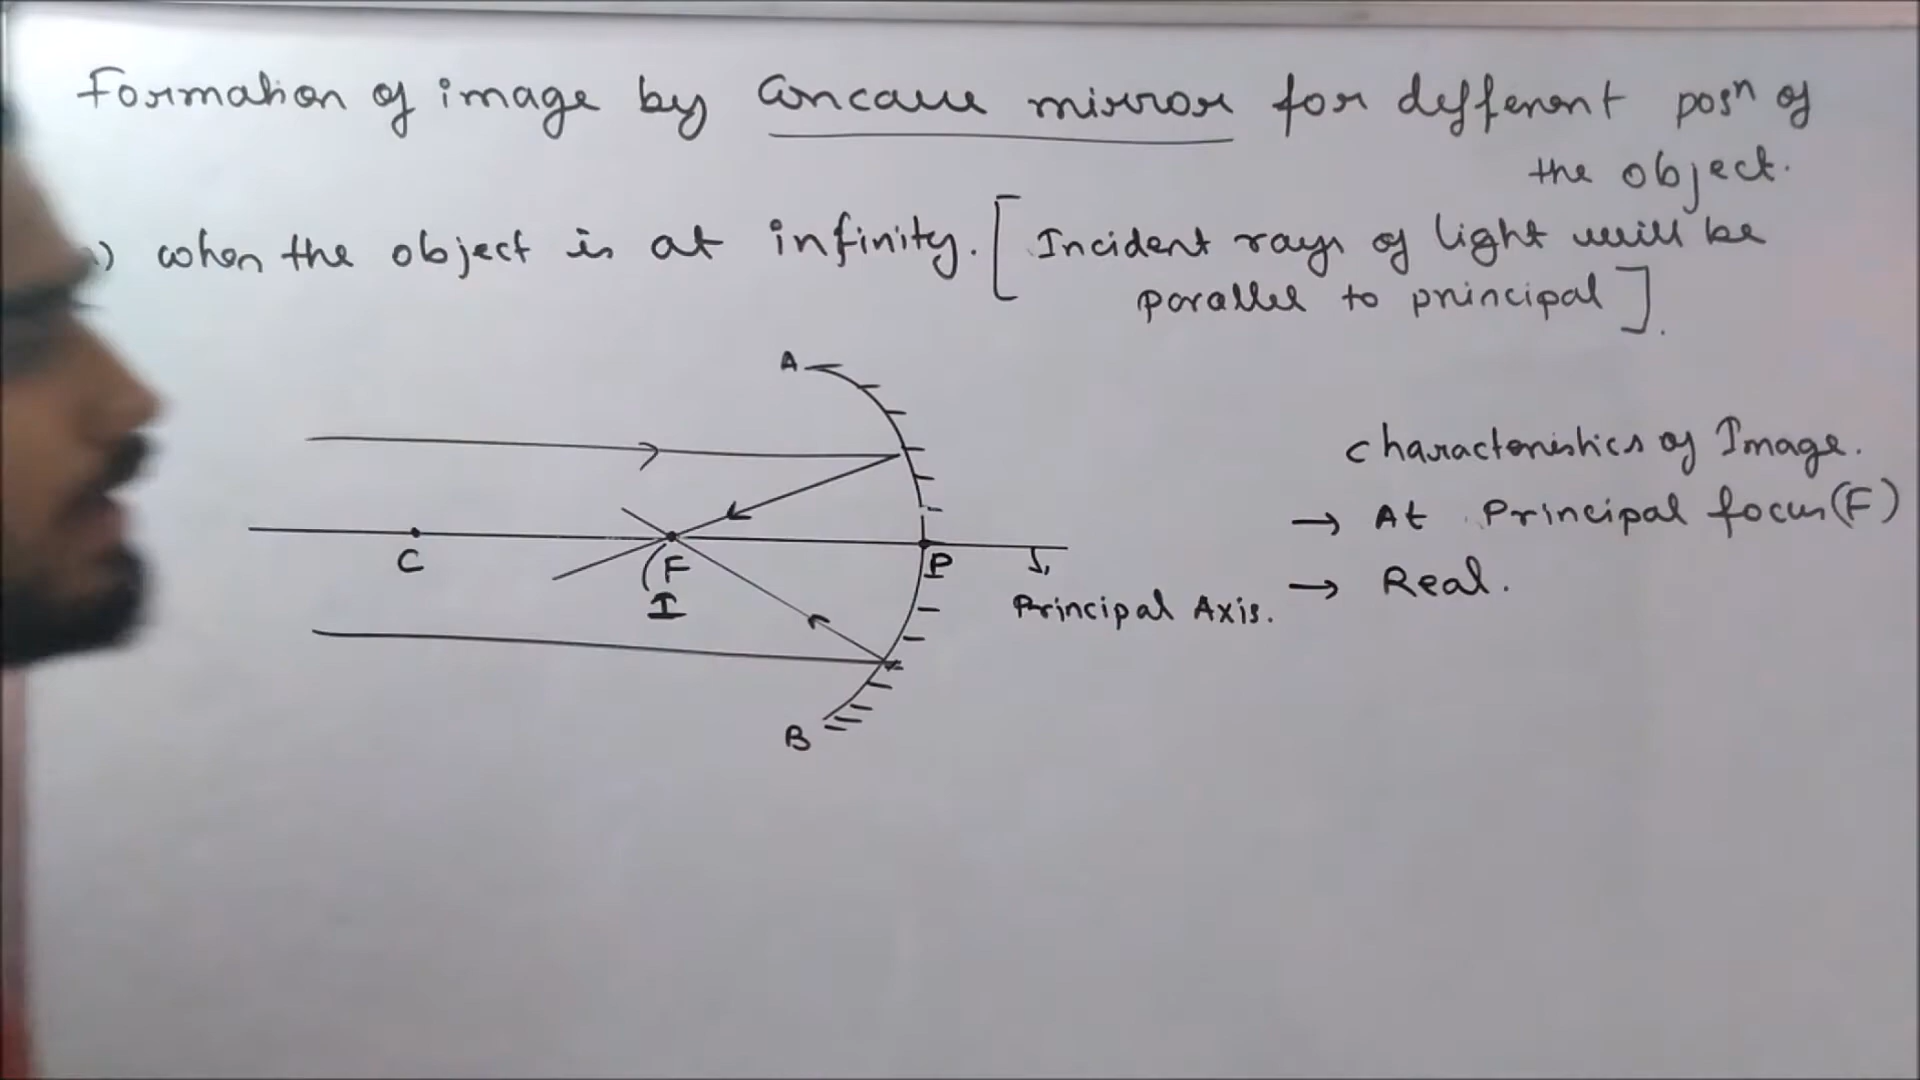 Formation of image by Concave mirror for different posn of
the object.
) when the object is at infinity. [ Incident rays of light will be
parallel to principal ].
A
Characteristics of Image.
→ At Principal focus (F)
C
F
P
→ Real.
I
Principal Axis.
B